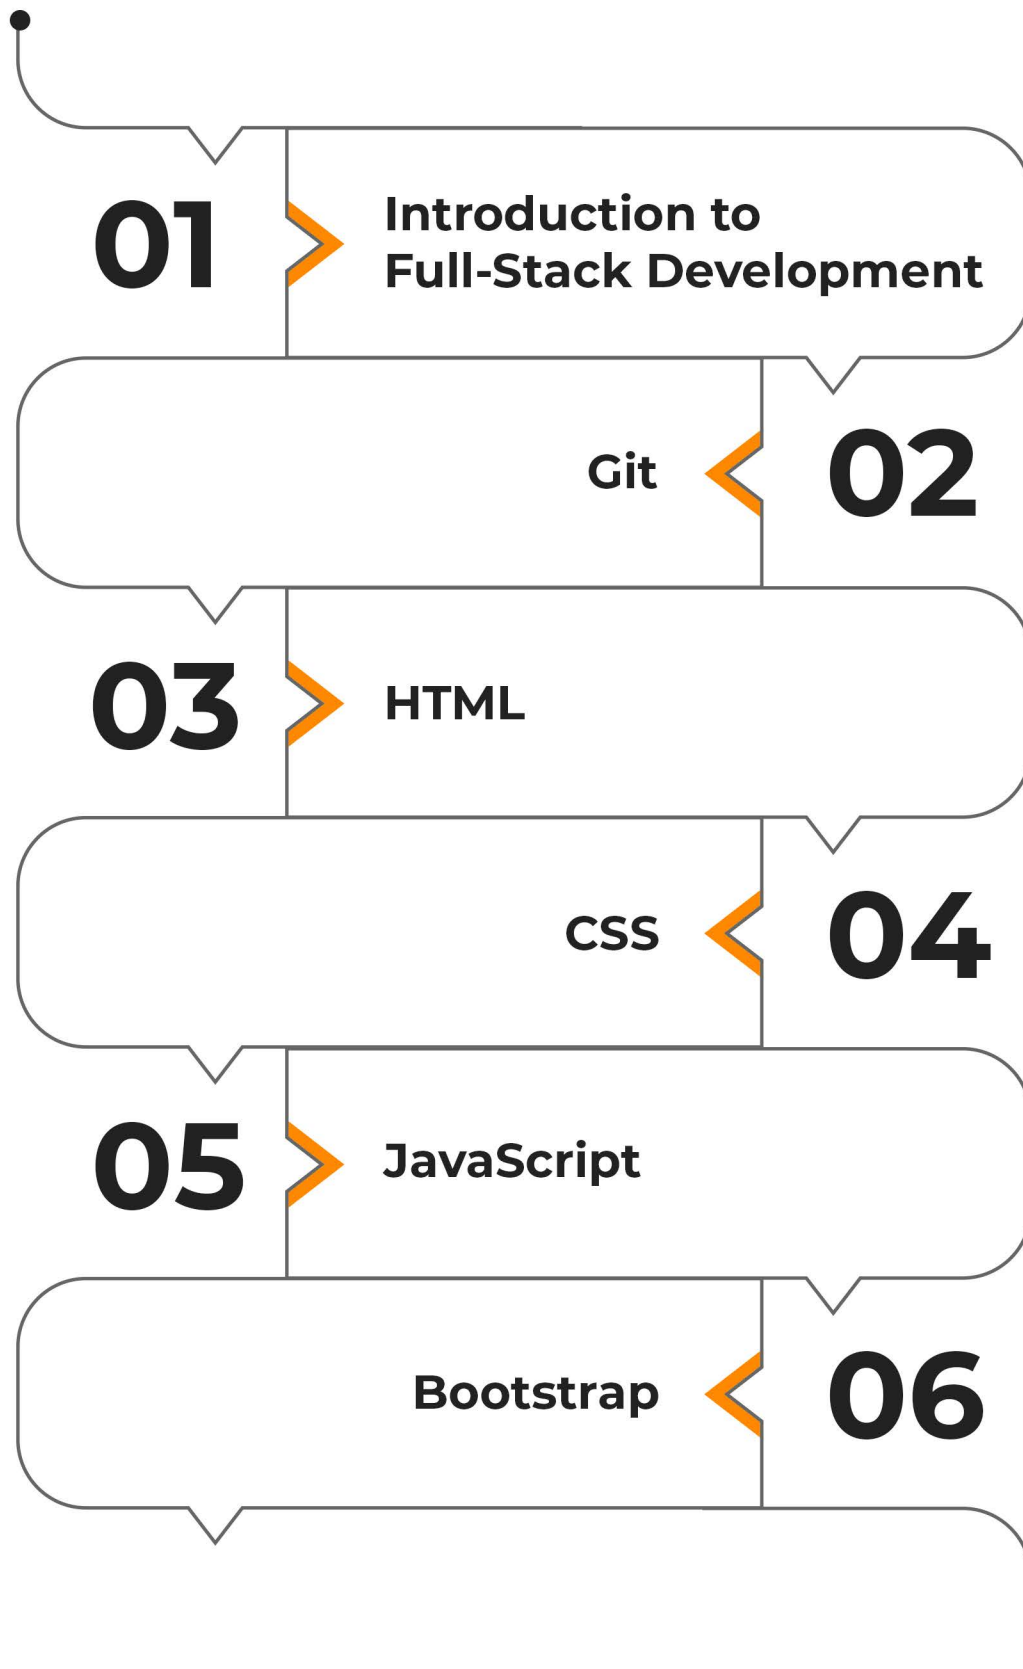 01
Introduction to
Full-Stack Development
Git
02
03
HTML
CSS
04
05
JavaScript
Bootstrap
06